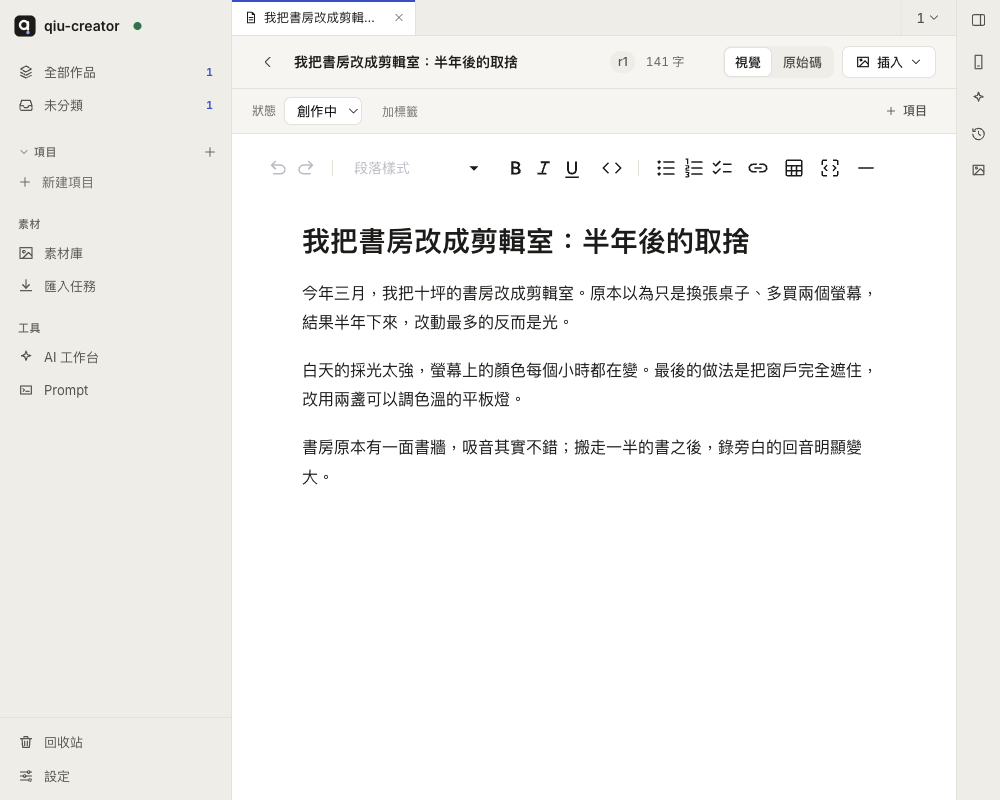 qiu-creator
全部作品 1
未分類 1
項目
新建項目
素材
素材庫
匯入任務
工具
AI 工作台
Prompt
回收站
設定
我把書房改成剪輯...
1
我把書房改成剪輯室：半年後的取捨
r1
141 字
視覺
原始碼
插入
狀態
創作中
加標籤
項目
段落樣式
B I U
我把書房改成剪輯室：半年後的取捨
今年三月，我把十坪的書房改成剪輯室。原本以為只是換張桌子、多買兩個螢幕，
結果半年下來，改動最多的反而是光。
白天的採光太強，螢幕上的顏色每個小時都在變。最後的做法是把窗戶完全遮住，
改用兩盞可以調色溫的平板燈。
書房原本有一面書牆，吸音其實不錯；搬走一半的書之後，錄旁白的回音明顯變
大。